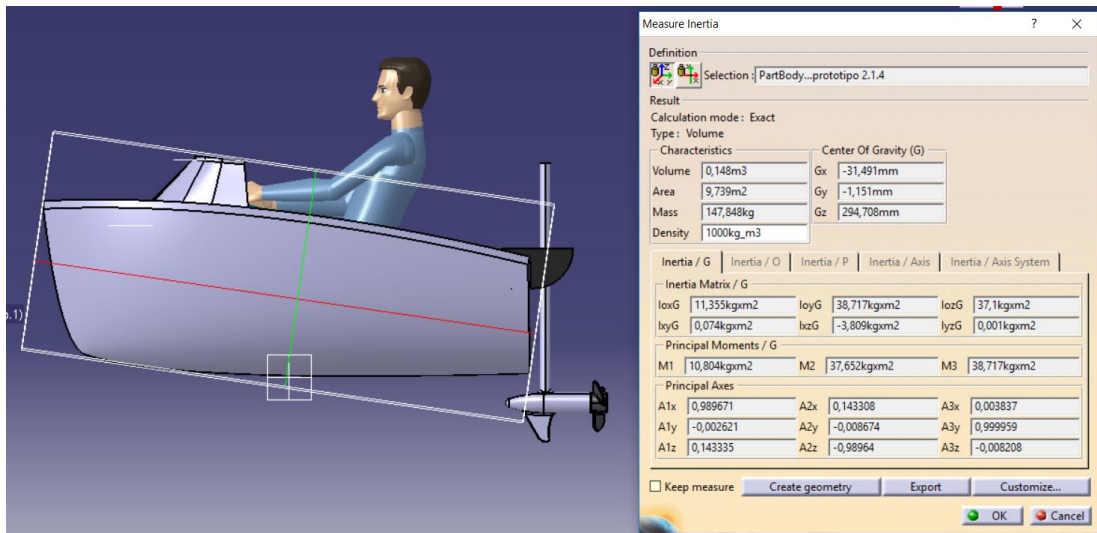 Measure Inertia ? ×
Definition
Selection : PartBody...prototipo 2.1.4
Result
Calculation mode : Exact
Type : Volume
Characteristics Center Of Gravity (G)
Volume 0,148m3 Gx -31,491mm
Area 9,739m2 Gy -1,151mm
Mass 147,848kg Gz 294,708mm
Density 1000kg_m3
Inertia / G Inertia / O Inertia / P Inertia / Axis Inertia / Axis System
Inertia Matrix / G
IoxG 11,355kgxm2 IoyG 38,717kgxm2 IozG 37,1kgxm2
IxyG 0,074kgxm2 IxzG -3,809kgxm2 IyzG 0,001kgxm2
Principal Moments / G
M1 10,804kgxm2 M2 37,652kgxm2 M3 38,717kgxm2
Principal Axes
A1x 0,989671 A2x 0,143308 A3x 0,003837
A1y -0,002621 A2y -0,008674 A3y 0,999959
A1z 0,143335 A2z -0,98964 A3z -0,008208
Keep measure Create geometry Export Customize...
OK Cancel
.1)